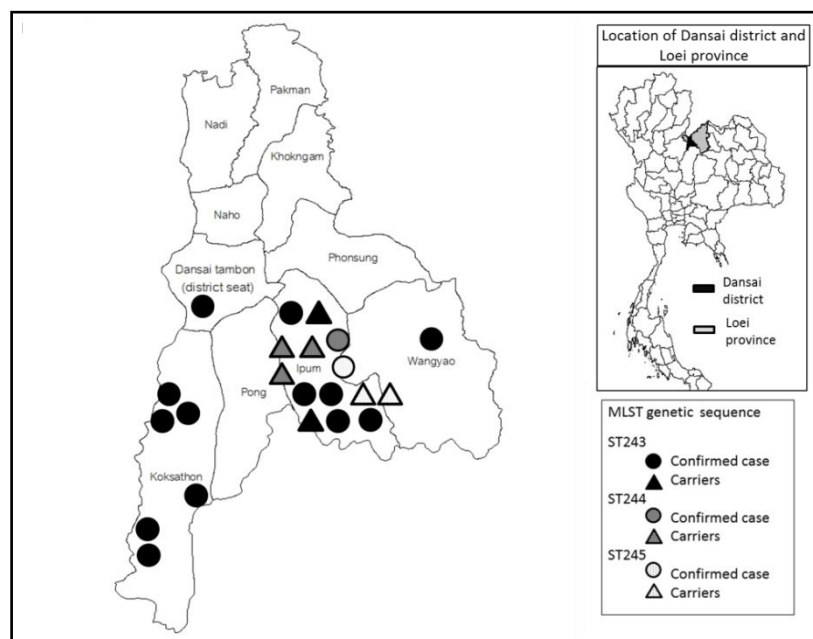 Pakman
Nadi
Khokngam
Naho
Phonsung
Dansai tambon
(district seat)
Ipum
Wangyao
Pong
Koksathon
Location of Dansai district and
Loei province
Dansai
district
Loei
province
MLST genetic sequence
ST243
Confirmed case
Carriers
ST244
Confirmed case
Carriers
ST245
Confirmed case
Carriers